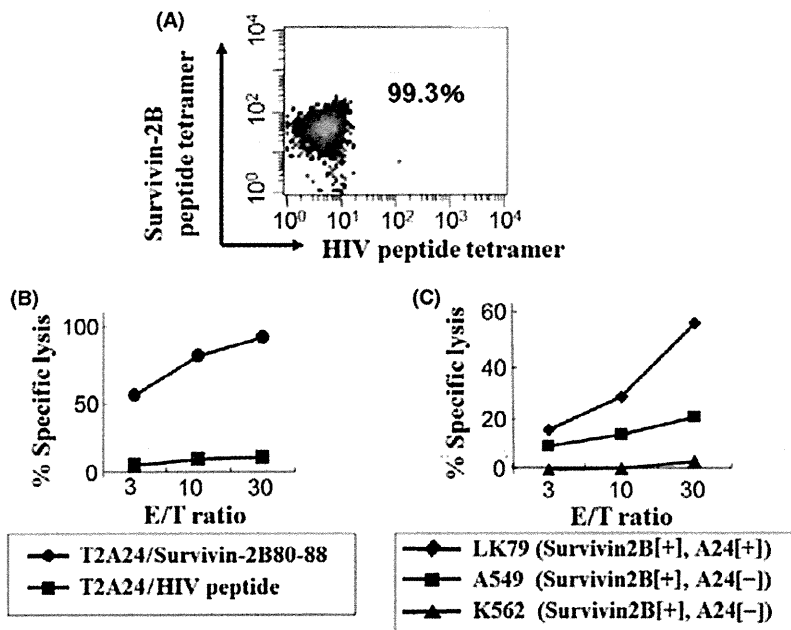 (A)
Survivin-2B
peptide tetramer
10⁴
10²
10⁰
99.3%
10⁰ 10¹ 10² 10³ 10⁴
HIV peptide tetramer
(B)
% Specific lysis
100
50
0
3 10 30
E/T ratio
T2A24/Survivin-2B80-88
T2A24/HIV peptide
(C)
% Specific lysis
60
40
20
0
3 10 30
E/T ratio
LK79 (Survivin2B[+], A24[+])
A549 (Survivin2B[+], A24[−])
K562 (Survivin2B[+], A24[−])